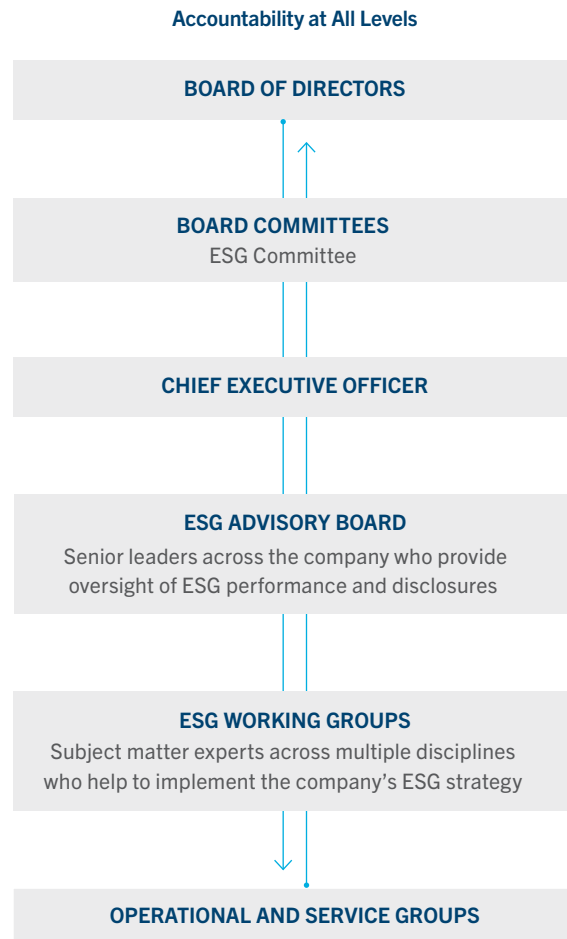 Accountability at All Levels
BOARD OF DIRECTORS
BOARD COMMITTEES
ESG Committee
CHIEF EXECUTIVE OFFICER
ESG ADVISORY BOARD
Senior leaders across the company who provide
oversight of ESG performance and disclosures
ESG WORKING GROUPS
Subject matter experts across multiple disciplines
who help to implement the company’s ESG strategy
OPERATIONAL AND SERVICE GROUPS